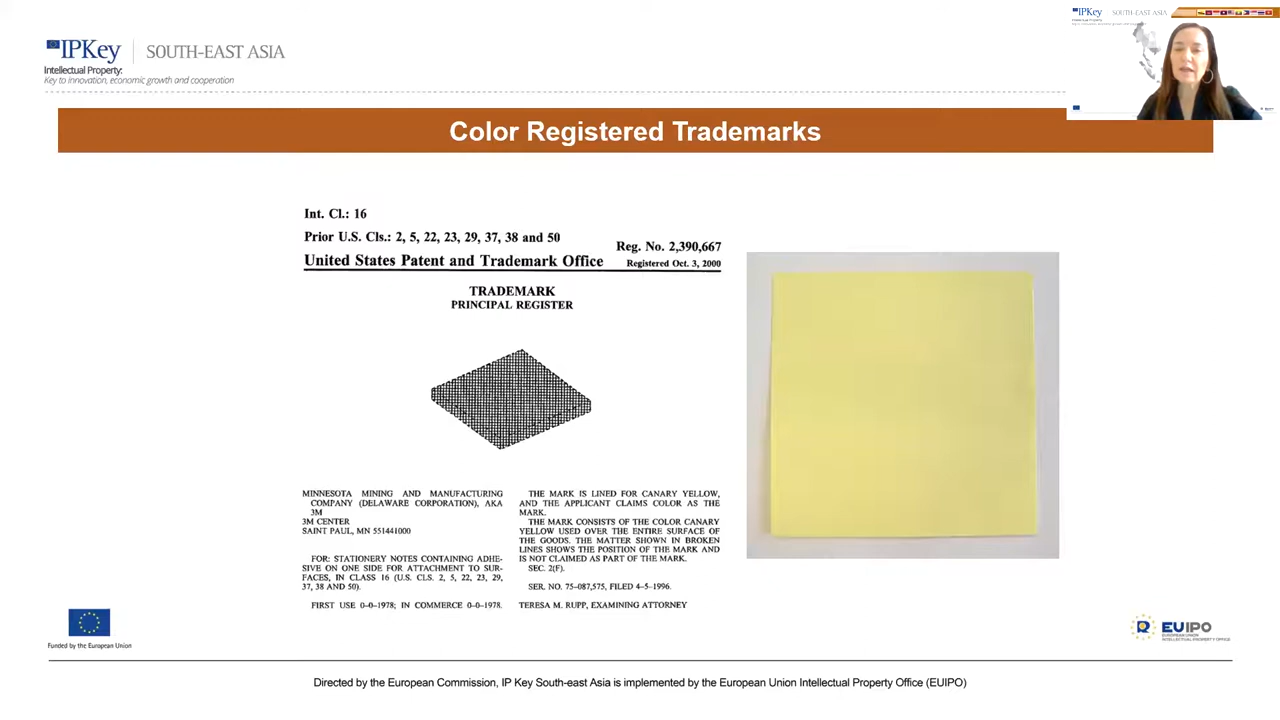 IPKey SOUTH-EAST ASIA
Intellectual Property:
Key to innovation, economic growth and cooperation
IPKey SOUTH-EAST ASIA
Color Registered Trademarks
Int. Cl.: 16
Prior U.S. Cls.: 2, 5, 22, 23, 29, 37, 38 and 50
Reg. No. 2,390,667
United States Patent and Trademark Office
Registered Oct. 3, 2000
TRADEMARK
PRINCIPAL REGISTER
MINNESOTA MINING AND MANUFACTURING
COMPANY (DELAWARE CORPORATION), AKA
3M
3M CENTER
SAINT PAUL, MN 551441000
FOR: STATIONERY NOTES CONTAINING ADHE-
SIVE ON ONE SIDE FOR ATTACHMENT TO SUR-
FACES, IN CLASS 16 (U.S. CLS. 2, 5, 22, 23, 29,
37, 38 AND 50).
FIRST USE 0-0-1978; IN COMMERCE 0-0-1978.
THE MARK IS LINED FOR CANARY YELLOW,
AND THE APPLICANT CLAIMS COLOR AS THE
MARK.
THE MARK CONSISTS OF THE COLOR CANARY
YELLOW USED OVER THE ENTIRE SURFACE OF
THE GOODS. THE MATTER SHOWN IN BROKEN
LINES SHOWS THE POSITION OF THE MARK AND
IS NOT CLAIMED AS PART OF THE MARK.
SEC. 2(F).
SER. NO. 75-087,575, FILED 4-5-1996.
TERESA M. RUPP, EXAMINING ATTORNEY
Funded by the European Union
EUIPO
EUROPEAN UNION
INTELLECTUAL PROPERTY OFFICE
Directed by the European Commission, IP Key South-east Asia is implemented by the European Union Intellectual Property Office (EUIPO)